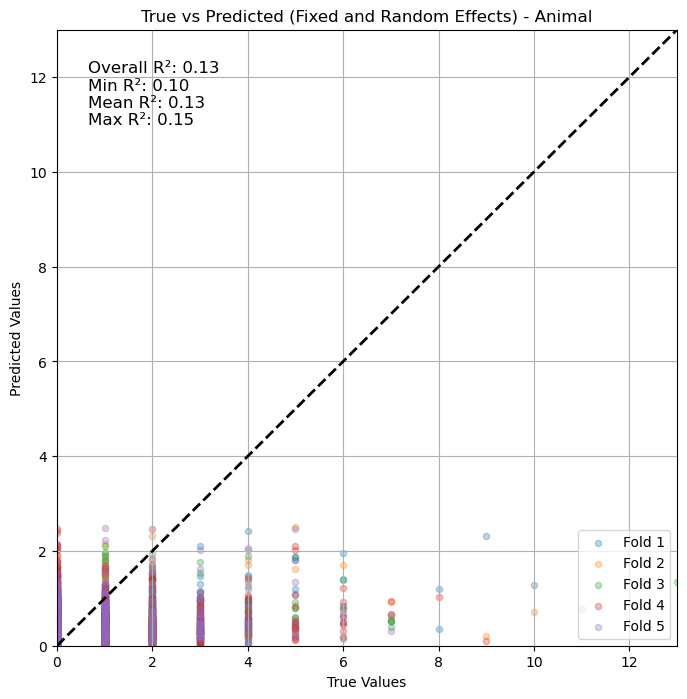 True vs Predicted (Fixed and Random Effects) - Animal
Overall R²: 0.13
Min R²: 0.10
Mean R²: 0.13
Max R²: 0.15
12
10
8
6
4
2
0
Predicted Values
Fold 1
Fold 2
Fold 3
Fold 4
Fold 5
0 2 4 6 8 10 12
True Values